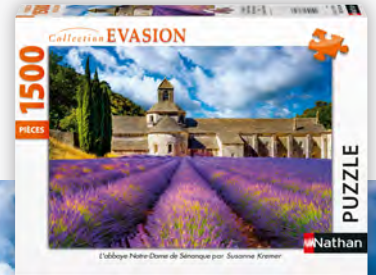 Collection EVASION
1500
PIÈCES
PUZZLE
Nathan
L'abbaye Notre-Dame de Sénanque par Susanne Kremer